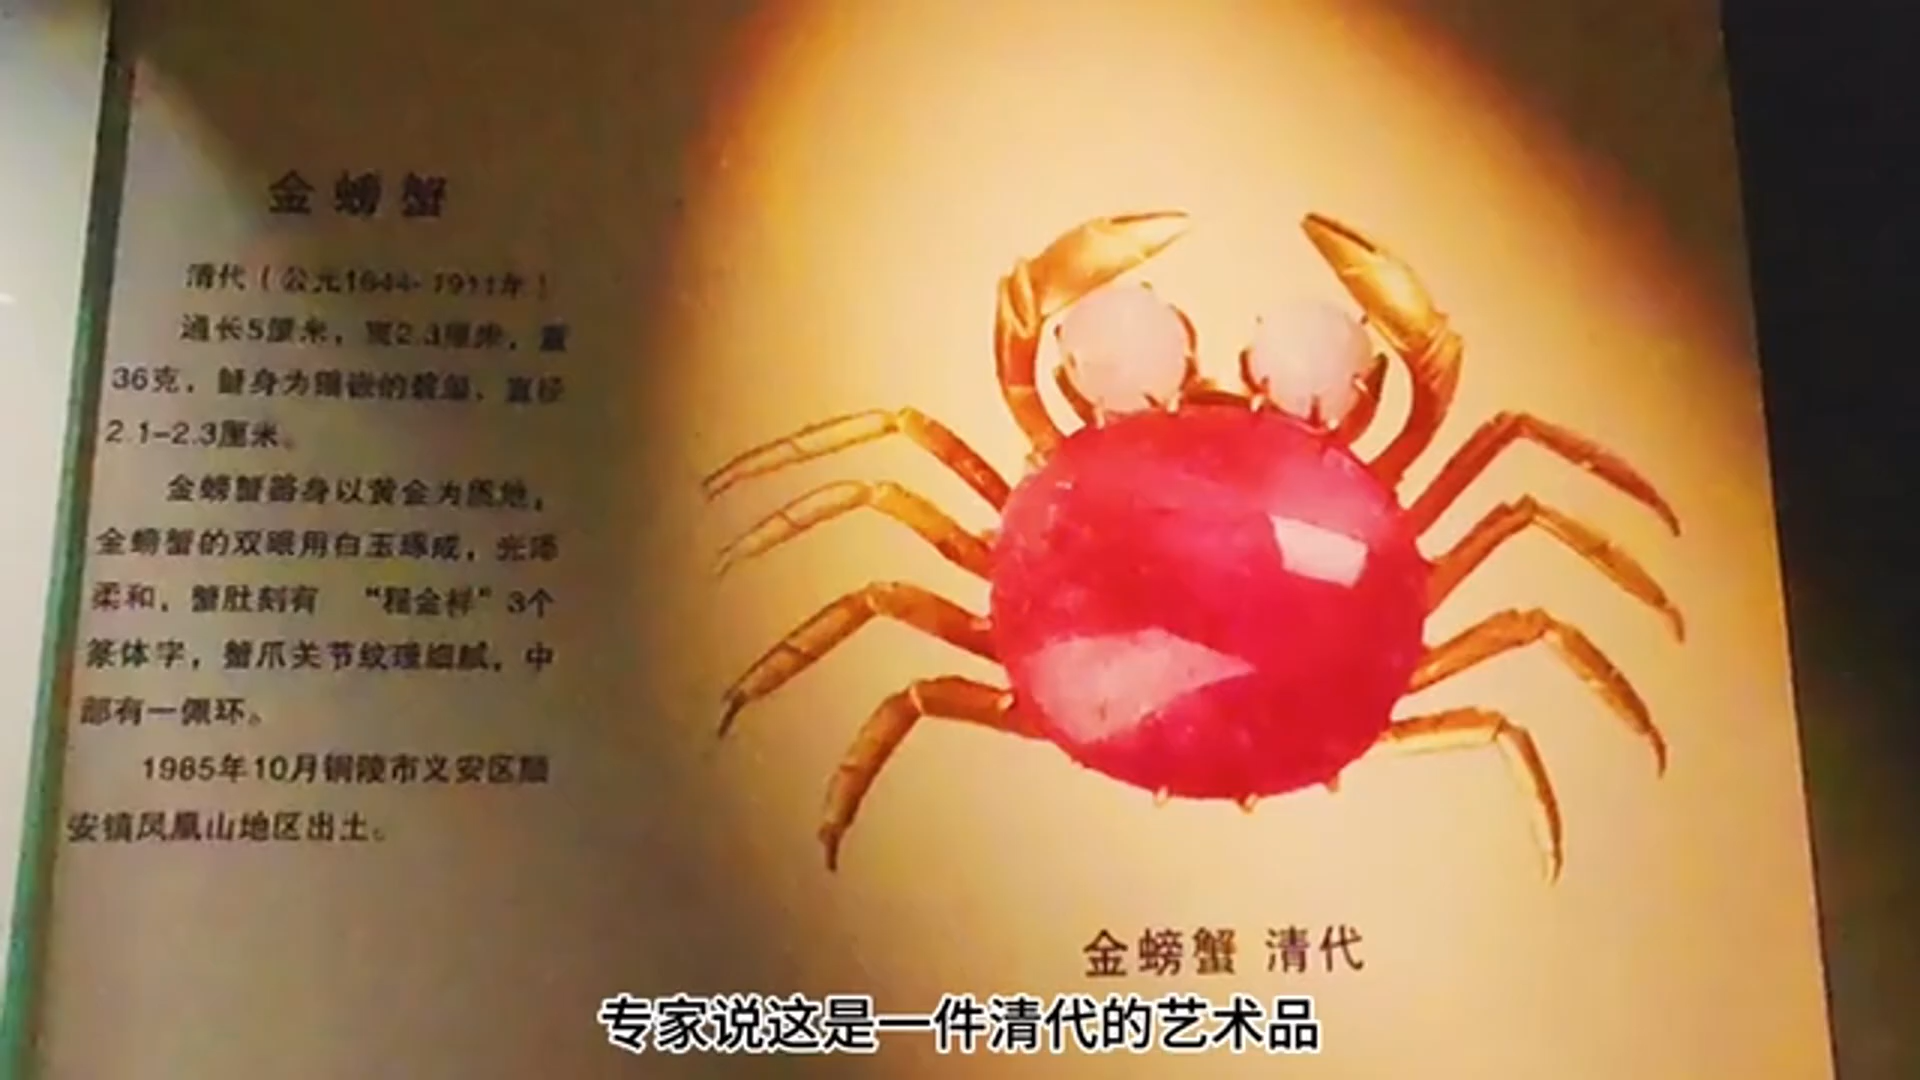 金螃蟹
清代（公元1644-1911年）
通长5厘米，宽2.3厘米，重
36克，蟹身为镶嵌的碧玺，直径
2.1-2.3厘米。
金螃蟹器身以黄金为质地，
金螃蟹的双眼用白玉琢成，光泽
柔和，蟹肚刻有 “程金祥”3个
篆体字，蟹爪关节纹理细腻，中
部有一佩环。
1985年10月铜陵市义安区顺
安镇凤凰山地区出土。
金螃蟹 清代
专家说这是一件清代的艺术品